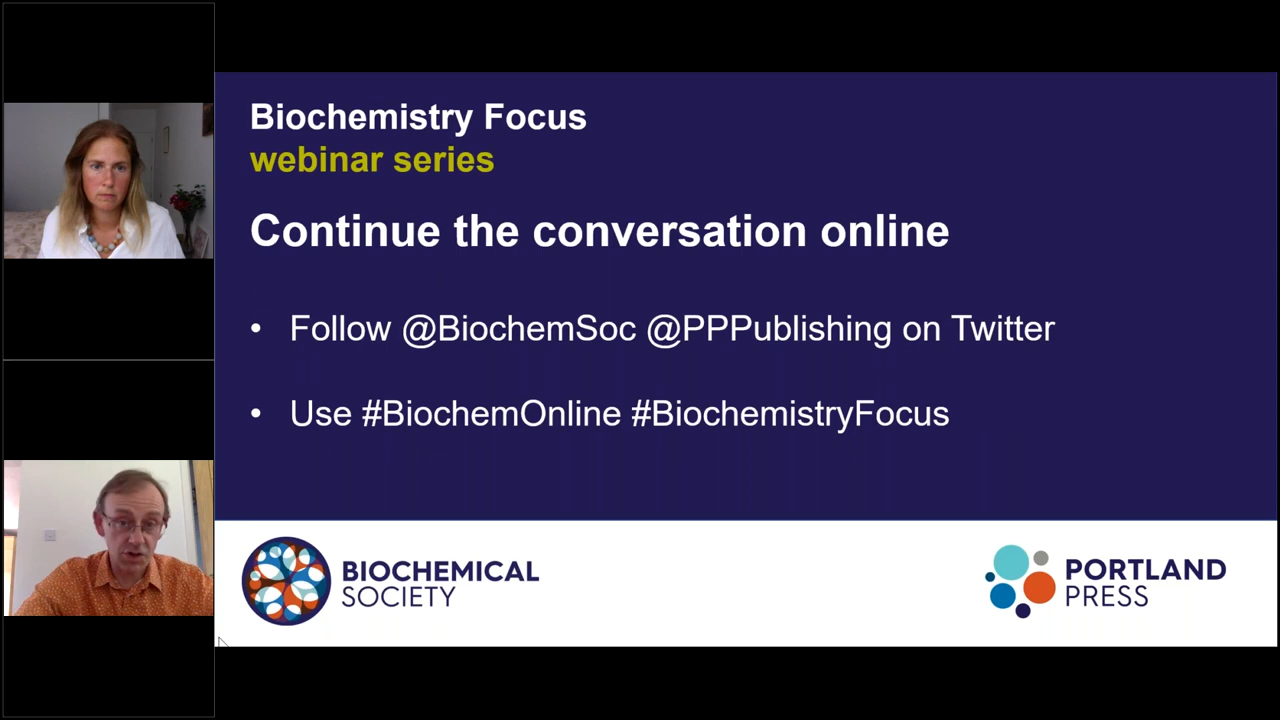 Biochemistry Focus
webinar series
Continue the conversation online
• Follow @BiochemSoc @PPPublishing on Twitter
• Use #BiochemOnline #BiochemistryFocus
BIOCHEMICAL
SOCIETY
PORTLAND
PRESS